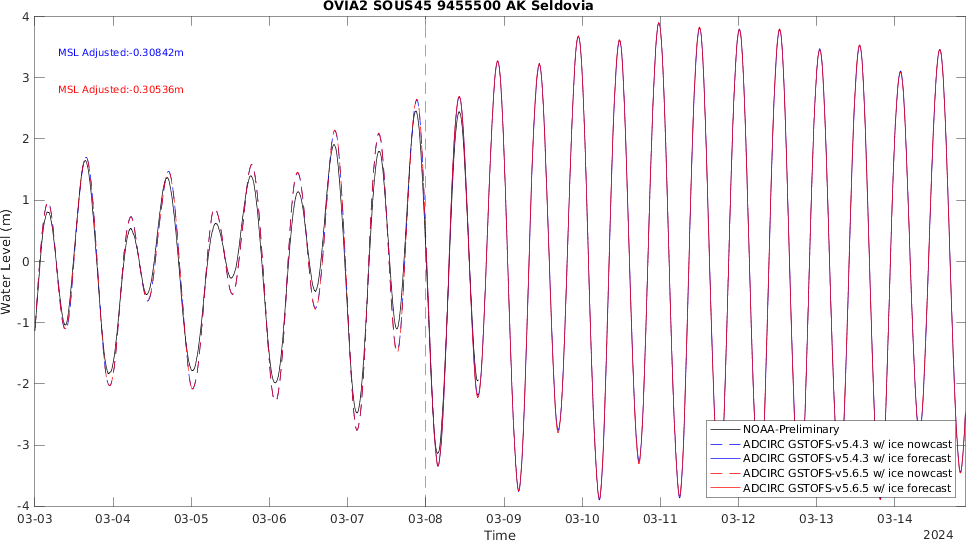 OVIA2 SOUS45 9455500 AK Seldovia
MSL Adjusted:-0.30842m
MSL Adjusted:-0.30536m
Water Level (m)
4
3
2
1
0
-1
-2
-3
-4
NOAA-Preliminary
ADCIRC GSTOFS-v5.4.3 w/ ice nowcast
ADCIRC GSTOFS-v5.4.3 w/ ice forecast
ADCIRC GSTOFS-v5.6.5 w/ ice nowcast
ADCIRC GSTOFS-v5.6.5 w/ ice forecast
03-03 03-04 03-05 03-06 03-07 03-08 03-09 03-10 03-11 03-12 03-13 03-14
Time
2024